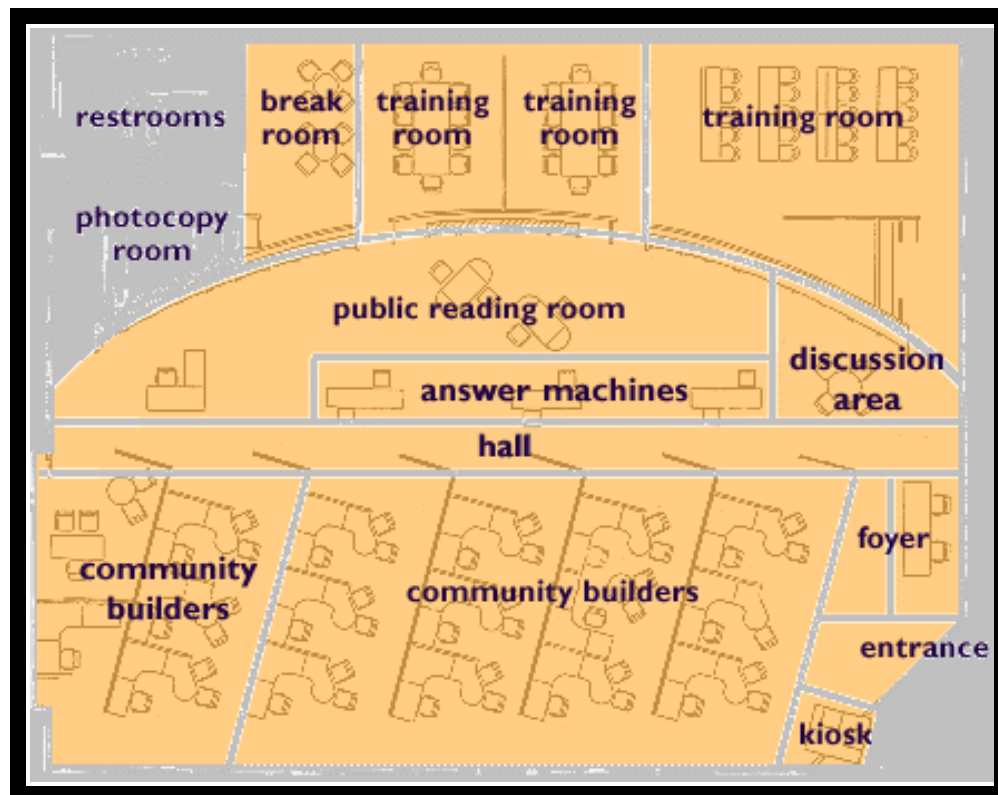 restrooms
break
room
training
room
training
room
training room
photocopy
room
public reading room
discussion
area
answer machines
hall
foyer
community
builders
community builders
entrance
kiosk